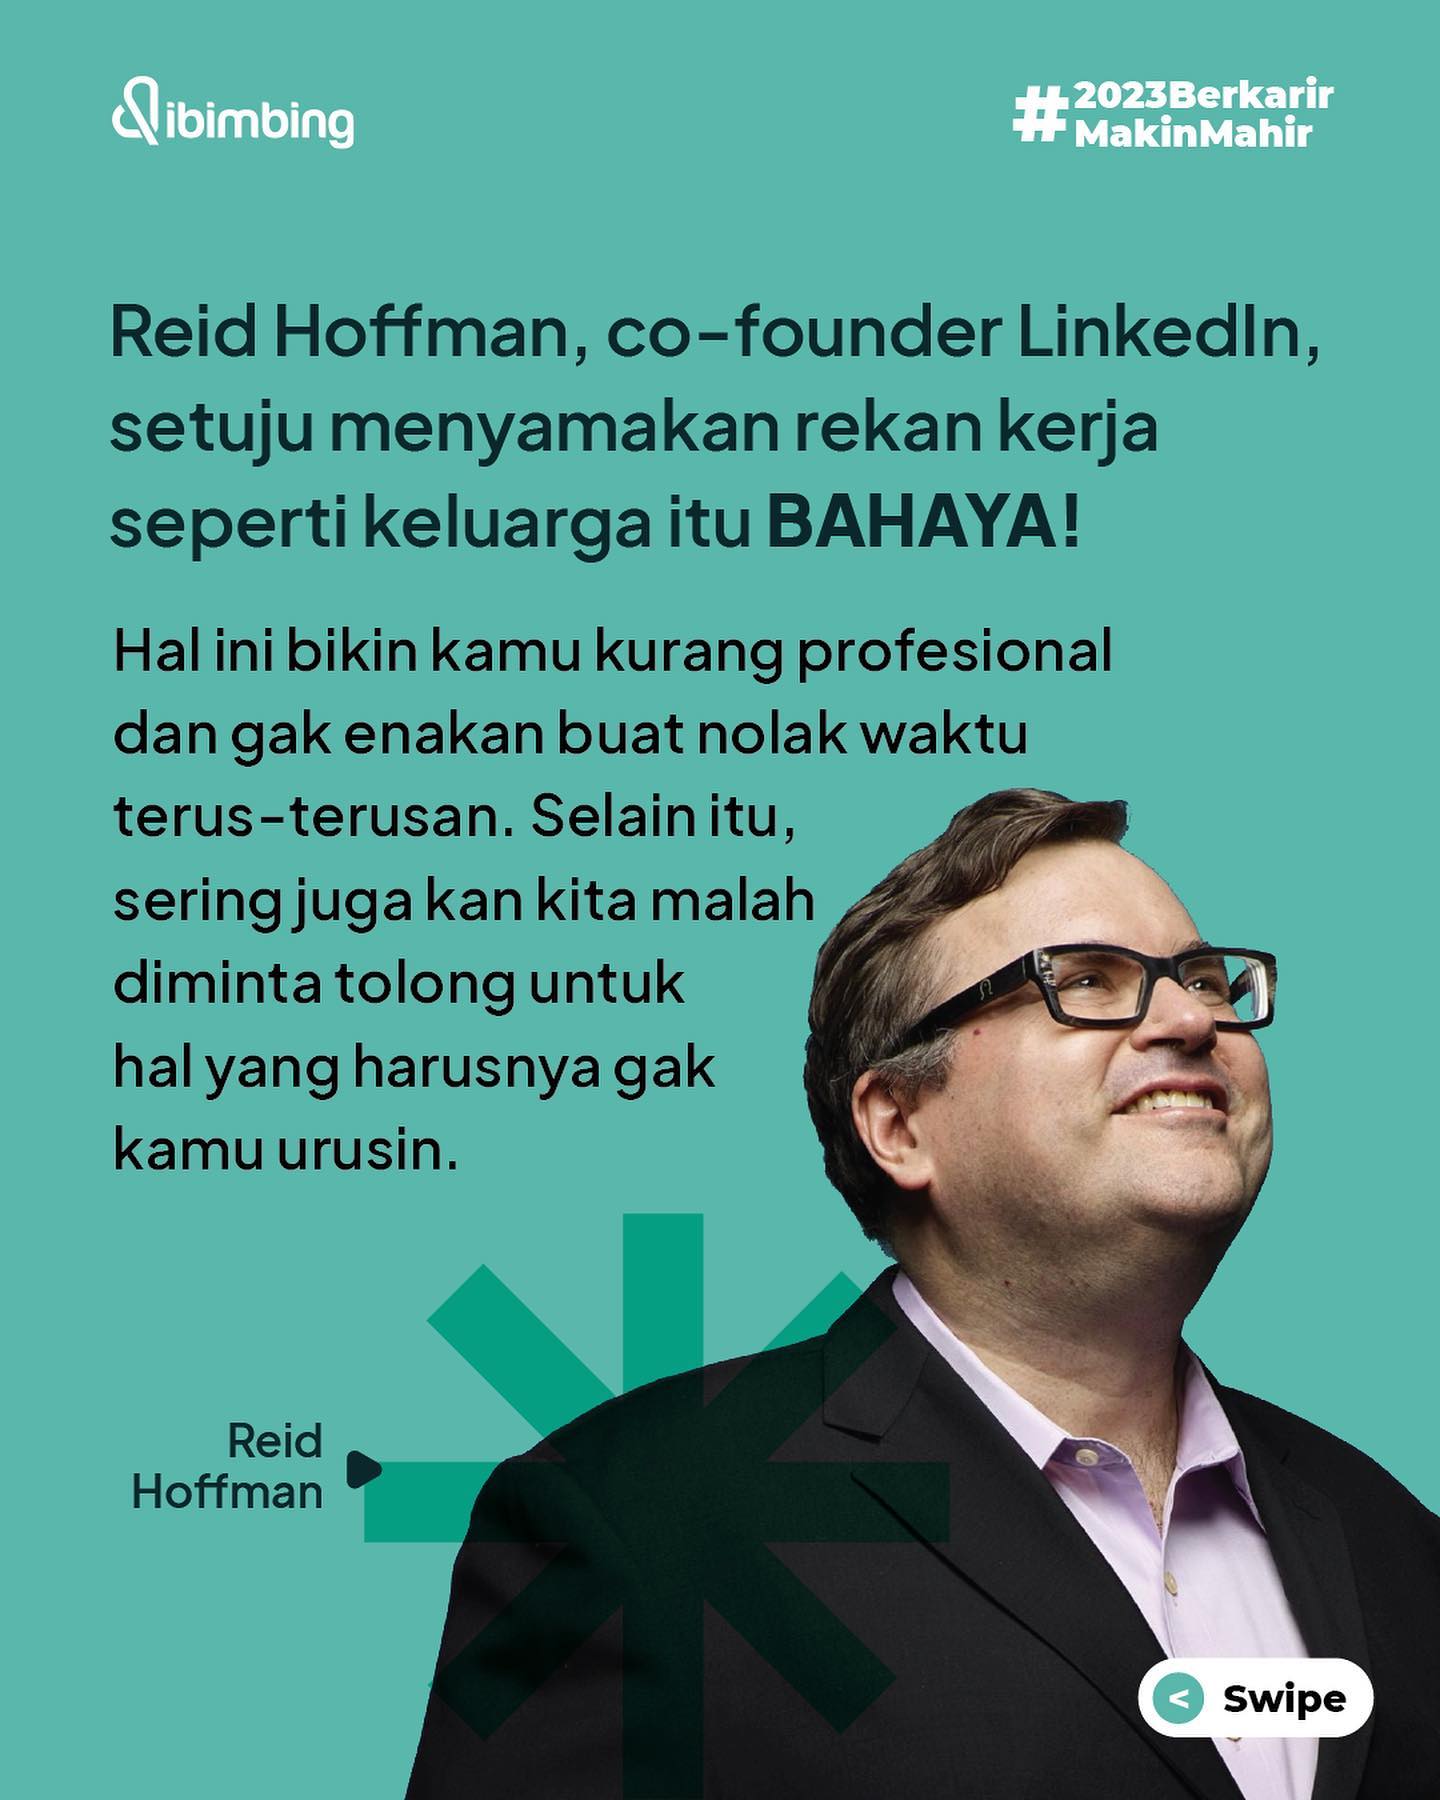 dibimbing
#2023Berkarir
MakinMahir
Reid Hoffman, co-founder LinkedIn,
setuju menyamakan rekan kerja
seperti keluarga itu BAHAYA!
Hal ini bikin kamu kurang profesional
dan gak enakan buat nolak waktu
terus-terusan. Selain itu,
sering juga kan kita malah
diminta tolong untuk
hal yang harusnya gak
kamu urusin.
Reid
Hoffman
< Swipe